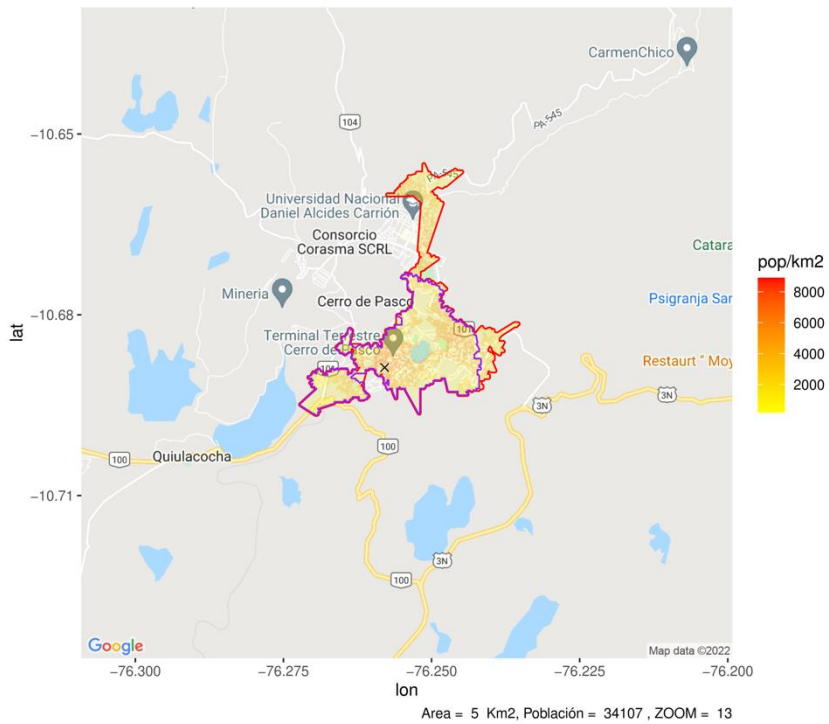 CarmenChico
PA-545
104
−10.65
PA-545
Universidad Nacional
Daniel Alcides Carrión
Consorcio
Corasma SCRL
Catara
pop/km2
8000
6000
4000
2000
Mineria
Cerro de Pasco
Psigranja Sar
−10.68
lat
Terminal Terrestre
Cerro de Pasco
Restaurt " Moy
3N
3N
100
100
Quiulacocha
−10.71
3N
100
Google
Map data ©2022
−76.300
−76.275
−76.250
−76.225
−76.200
lon
Area = 5 Km2, Población = 34107 , ZOOM = 13